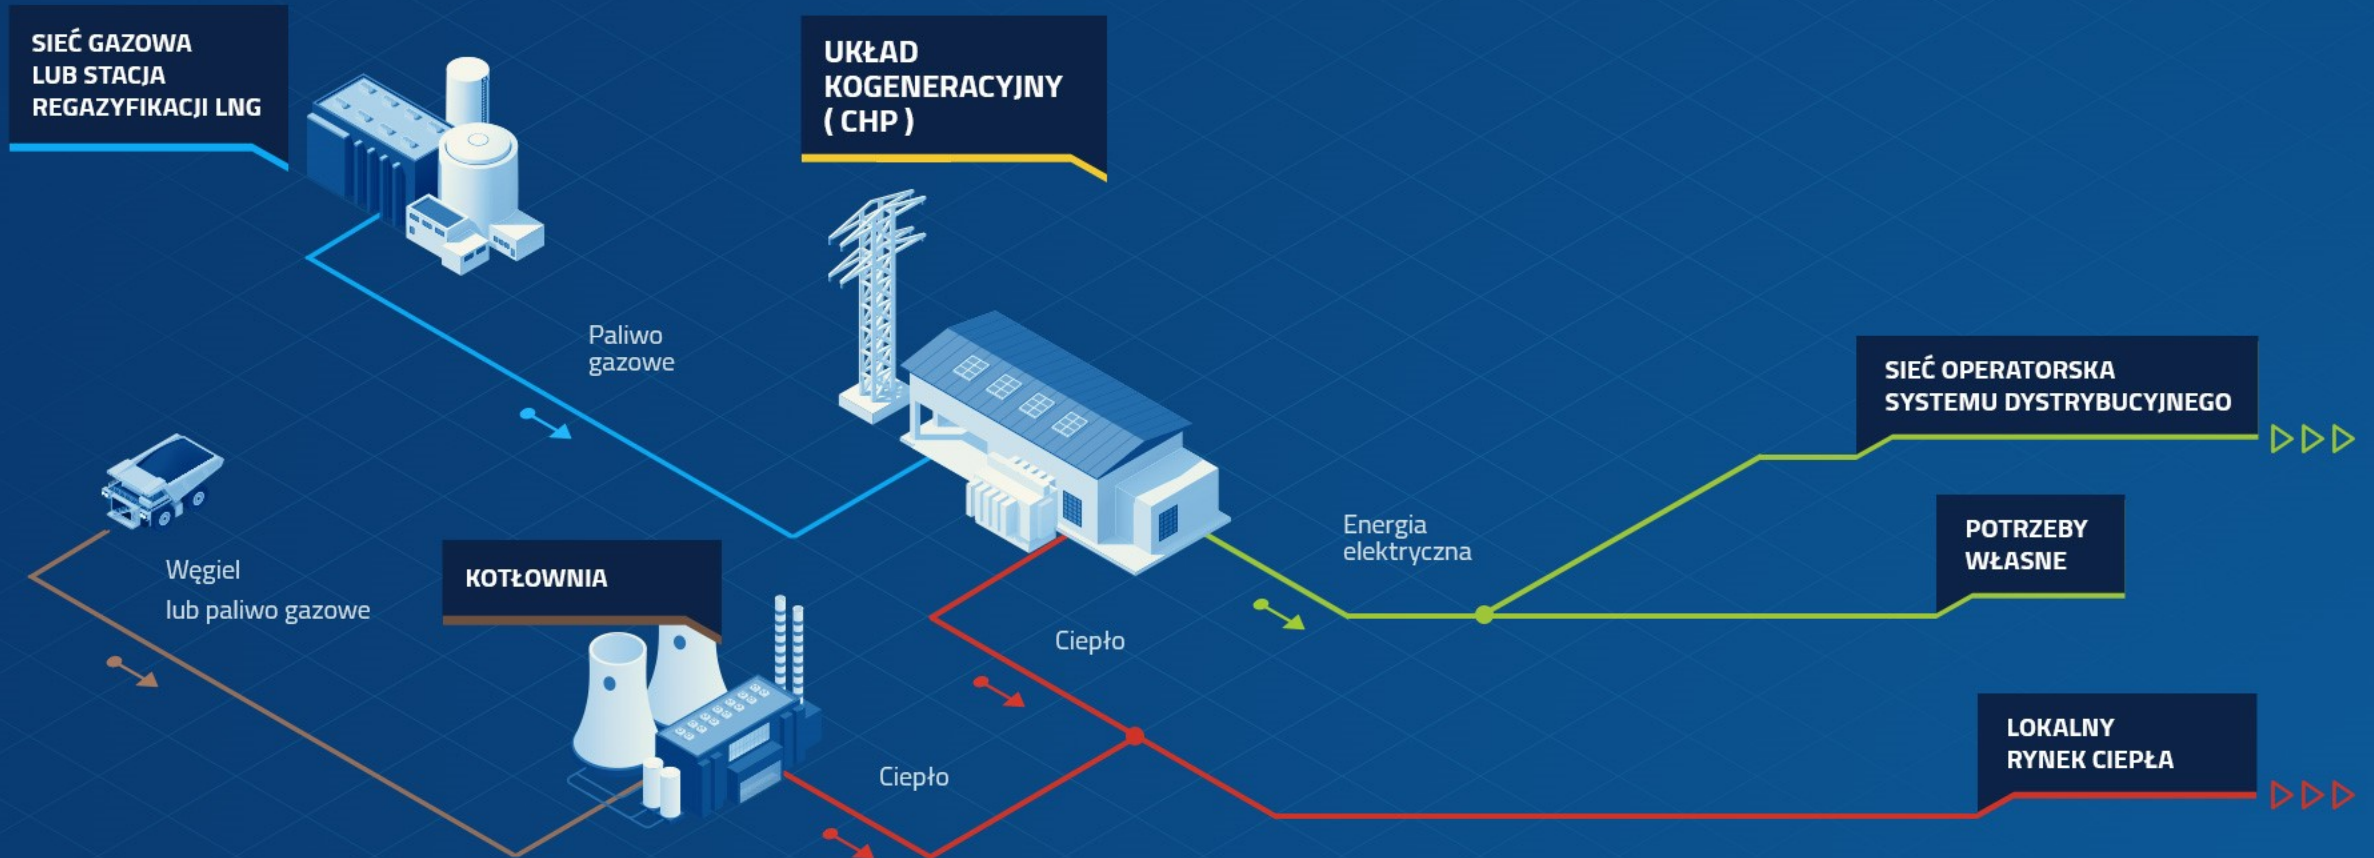 SIEĆ GAZOWA
LUB STACJA
REGAZYFIKACJI LNG
UKŁAD
KOGENERACYJNY
( CHP )
Paliwo
gazowe
SIEĆ OPERATORSKA
SYSTEMU DYSTRYBUCYJNEGO
Energia
elektryczna
POTRZEBY
WŁASNE
Węgiel
lub paliwo gazowe
KOTŁOWNIA
Ciepło
Ciepło
LOKALNY
RYNEK CIEPŁA